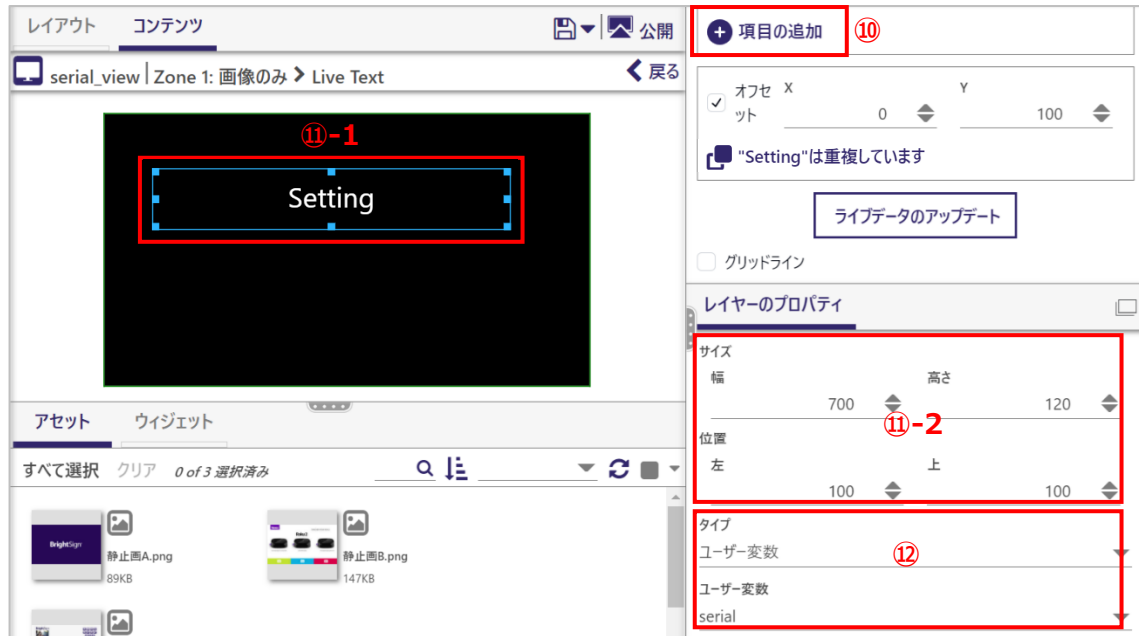 レイアウト コンテンツ 公開
serial_view Zone 1: 画像のみ Live Text 戻る
⑪-1
Setting
アセット ウィジェット
すべて選択 クリア 0 of 3 選択済み
BrightSign
静止画A.png
89KB
静止画B.png
147KB
項目の追加 ⑩
オフセ
ット
X Y
0 100
"Setting"は重複しています
ライブデータのアップデート
グリッドライン
レイヤーのプロパティ
サイズ
幅 高さ
700 120
⑪-2
位置
左 上
100 100
タイプ
ユーザー変数 ⑫
ユーザー変数
serial